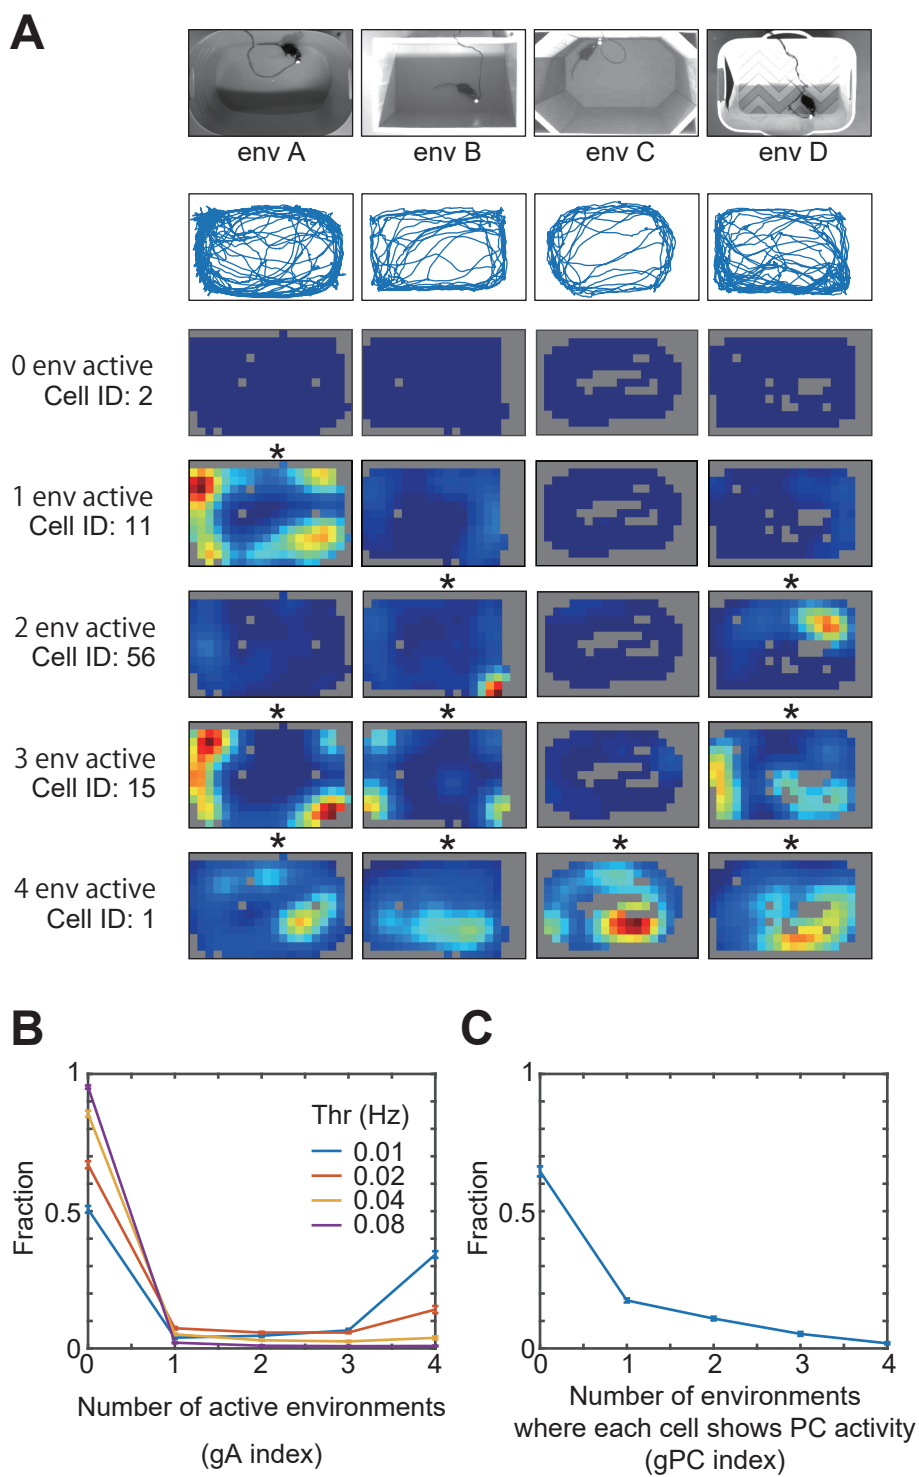 A
env A
env B
env C
env D
0 env active
Cell ID: 2
*
1 env active
Cell ID: 11
* *
2 env active
Cell ID: 56
* * *
3 env active
Cell ID: 15
* * * *
4 env active
Cell ID: 1
B
1
0.5
0
Fraction
Thr (Hz)
0.01
0.02
0.04
0.08
0 1 2 3 4
Number of active environments
(gA index)
C
1
0.5
0
Fraction
0 1 2 3 4
Number of environments
where each cell shows PC activity
(gPC index)